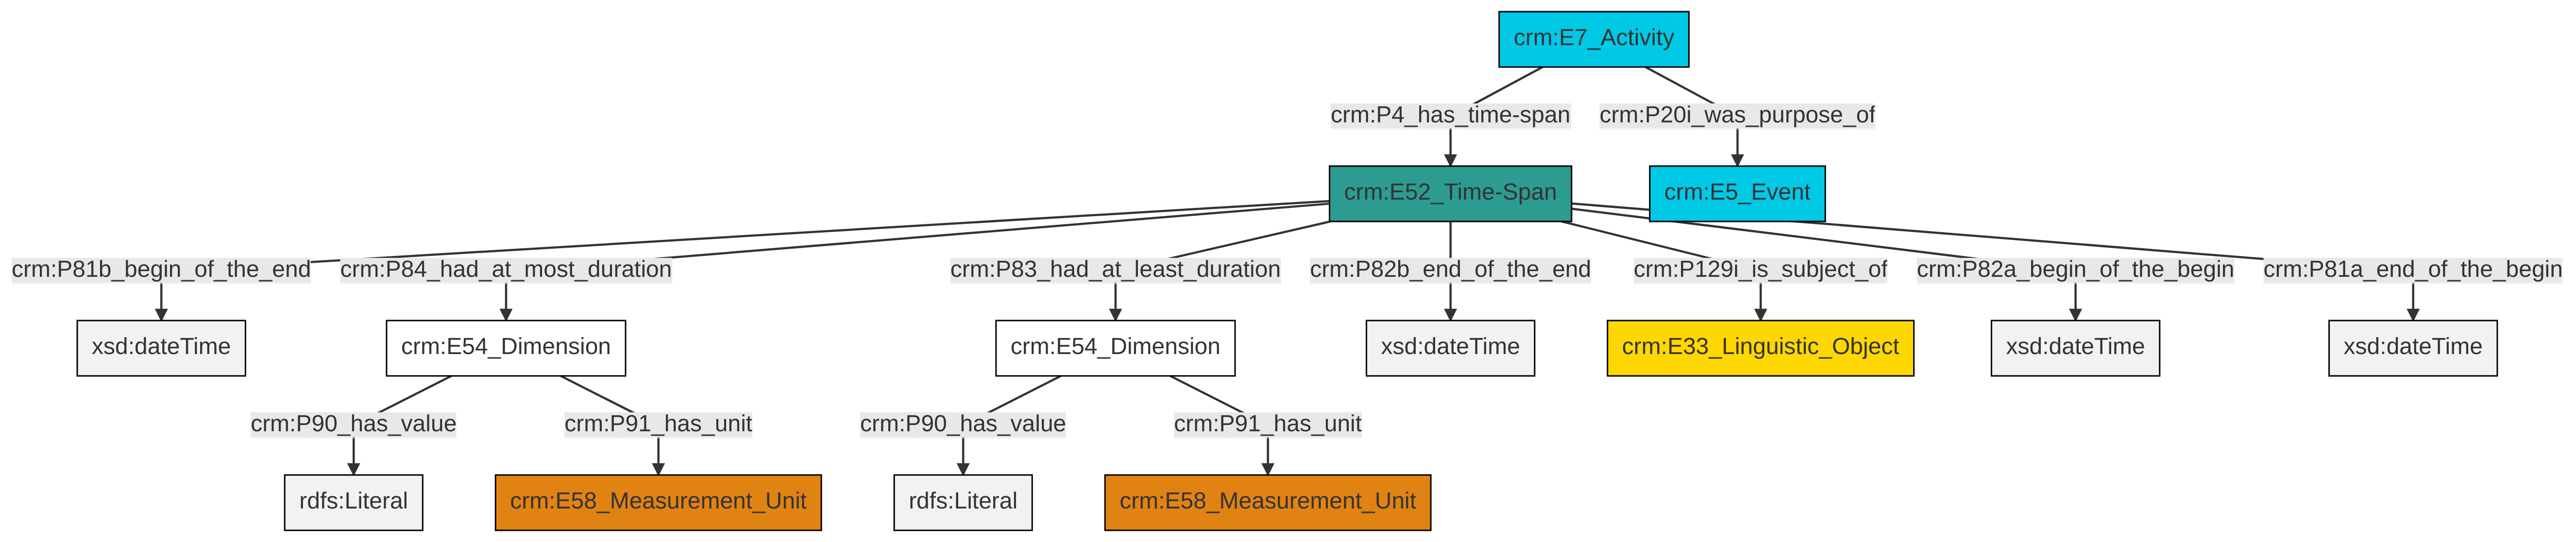 crm:E7_Activity
crm:P4_has_time-span
crm:P20i_was_purpose_of
crm:E52_Time-Span
crm:E5_Event
crm:P81b_begin_of_the_end
crm:P84_had_at_most_duration
crm:P83_had_at_least_duration
crm:P82b_end_of_the_end
crm:P129i_is_subject_of
crm:P82a_begin_of_the_begin
crm:P81a_end_of_the_begin
xsd:dateTime
crm:E54_Dimension
crm:E54_Dimension
xsd:dateTime
crm:E33_Linguistic_Object
xsd:dateTime
xsd:dateTime
crm:P90_has_value
crm:P91_has_unit
crm:P90_has_value
crm:P91_has_unit
rdfs:Literal
crm:E58_Measurement_Unit
rdfs:Literal
crm:E58_Measurement_Unit